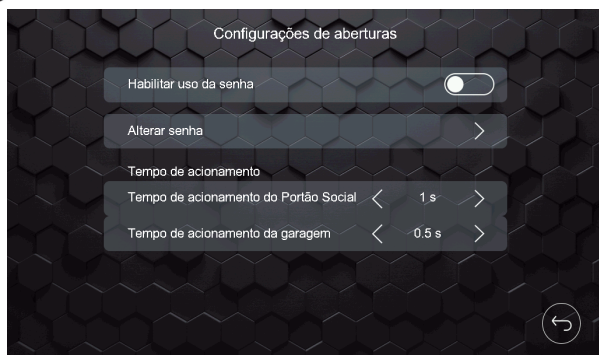 Configurações de aberturas
Habilitar uso da senha
Alterar senha
Tempo de acionamento
Tempo de acionamento do Portão Social 1 s
Tempo de acionamento da garagem 0.5 s